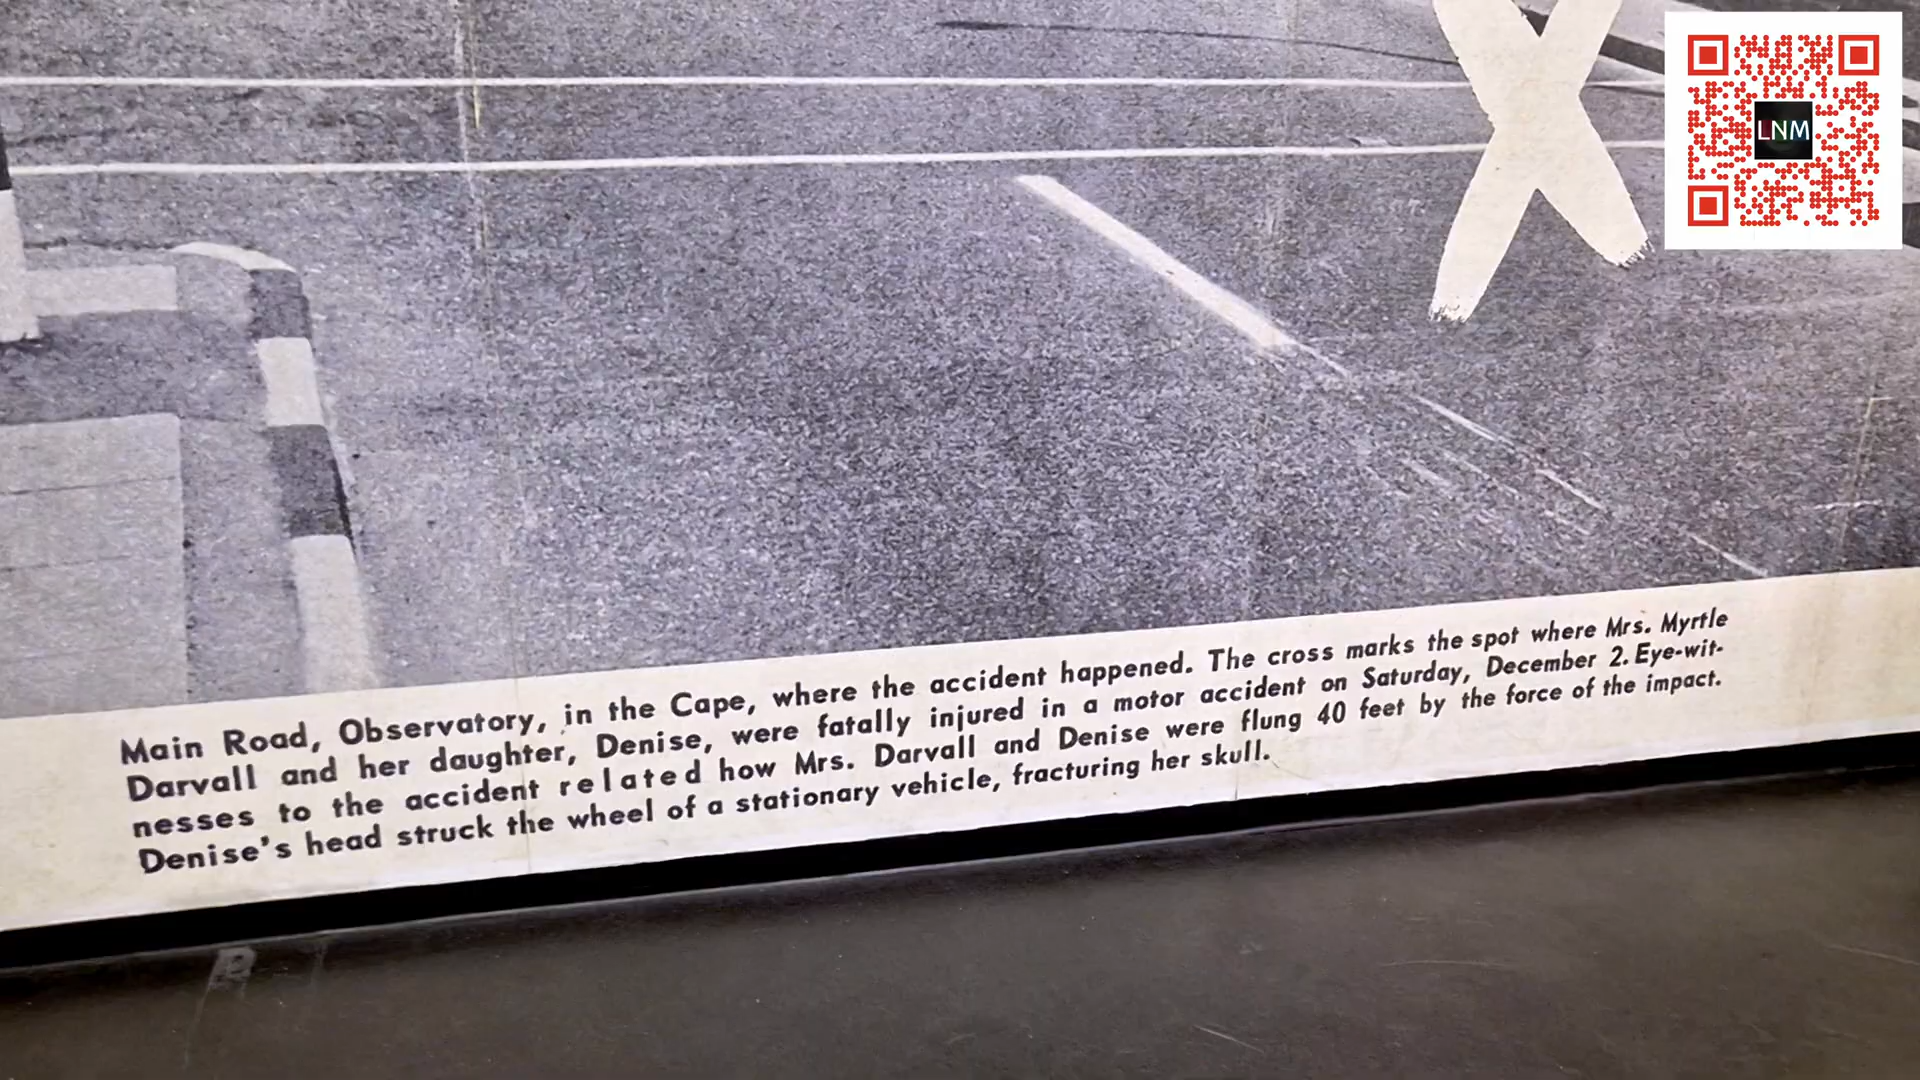 LNM
Main Road, Observatory, in the Cape, where the accident happened. The cross marks the spot where Mrs. Myrtle
Darvall and her daughter, Denise, were fatally injured in a motor accident on Saturday, December 2. Eye-wit-
nesses to the accident related how Mrs. Darvall and Denise were flung 40 feet by the force of the impact.
Denise's head struck the wheel of a stationary vehicle, fracturing her skull.